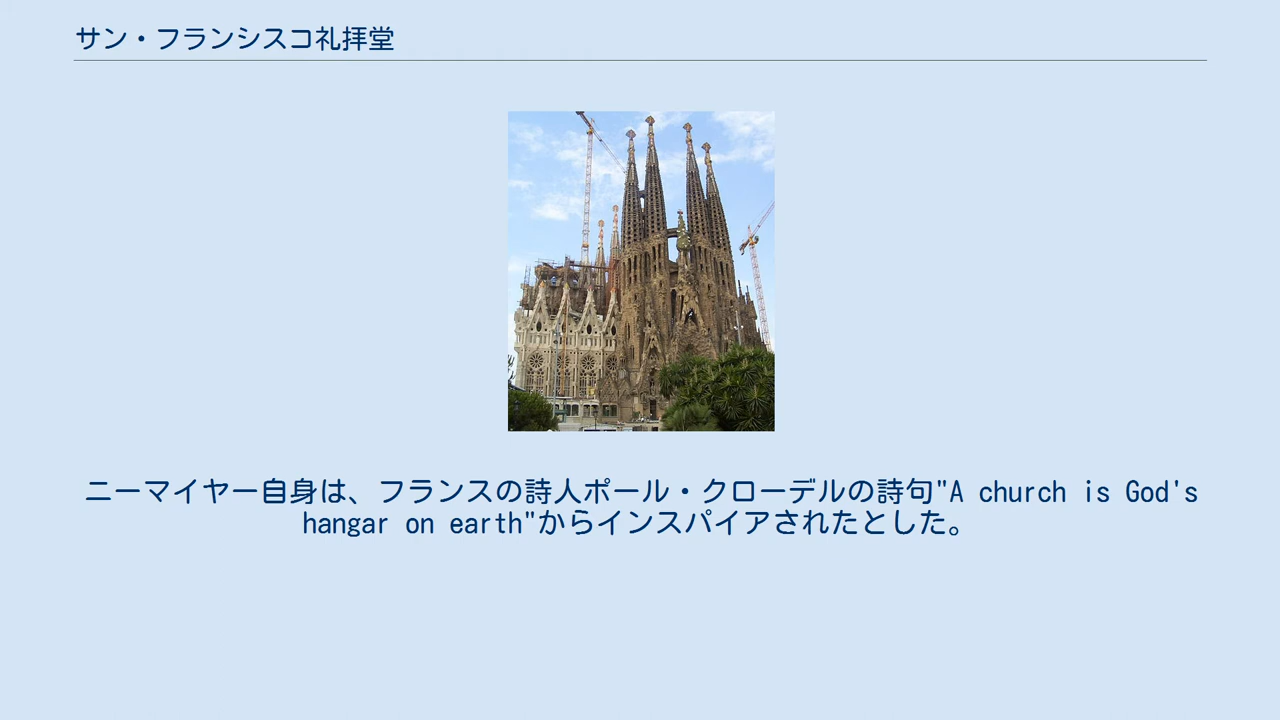 サン・フランシスコ礼拝堂
ニーマイヤー自身は、フランスの詩人ポール・クローデルの詩句"A church is God's
hangar on earth"からインスパイアされたとした。